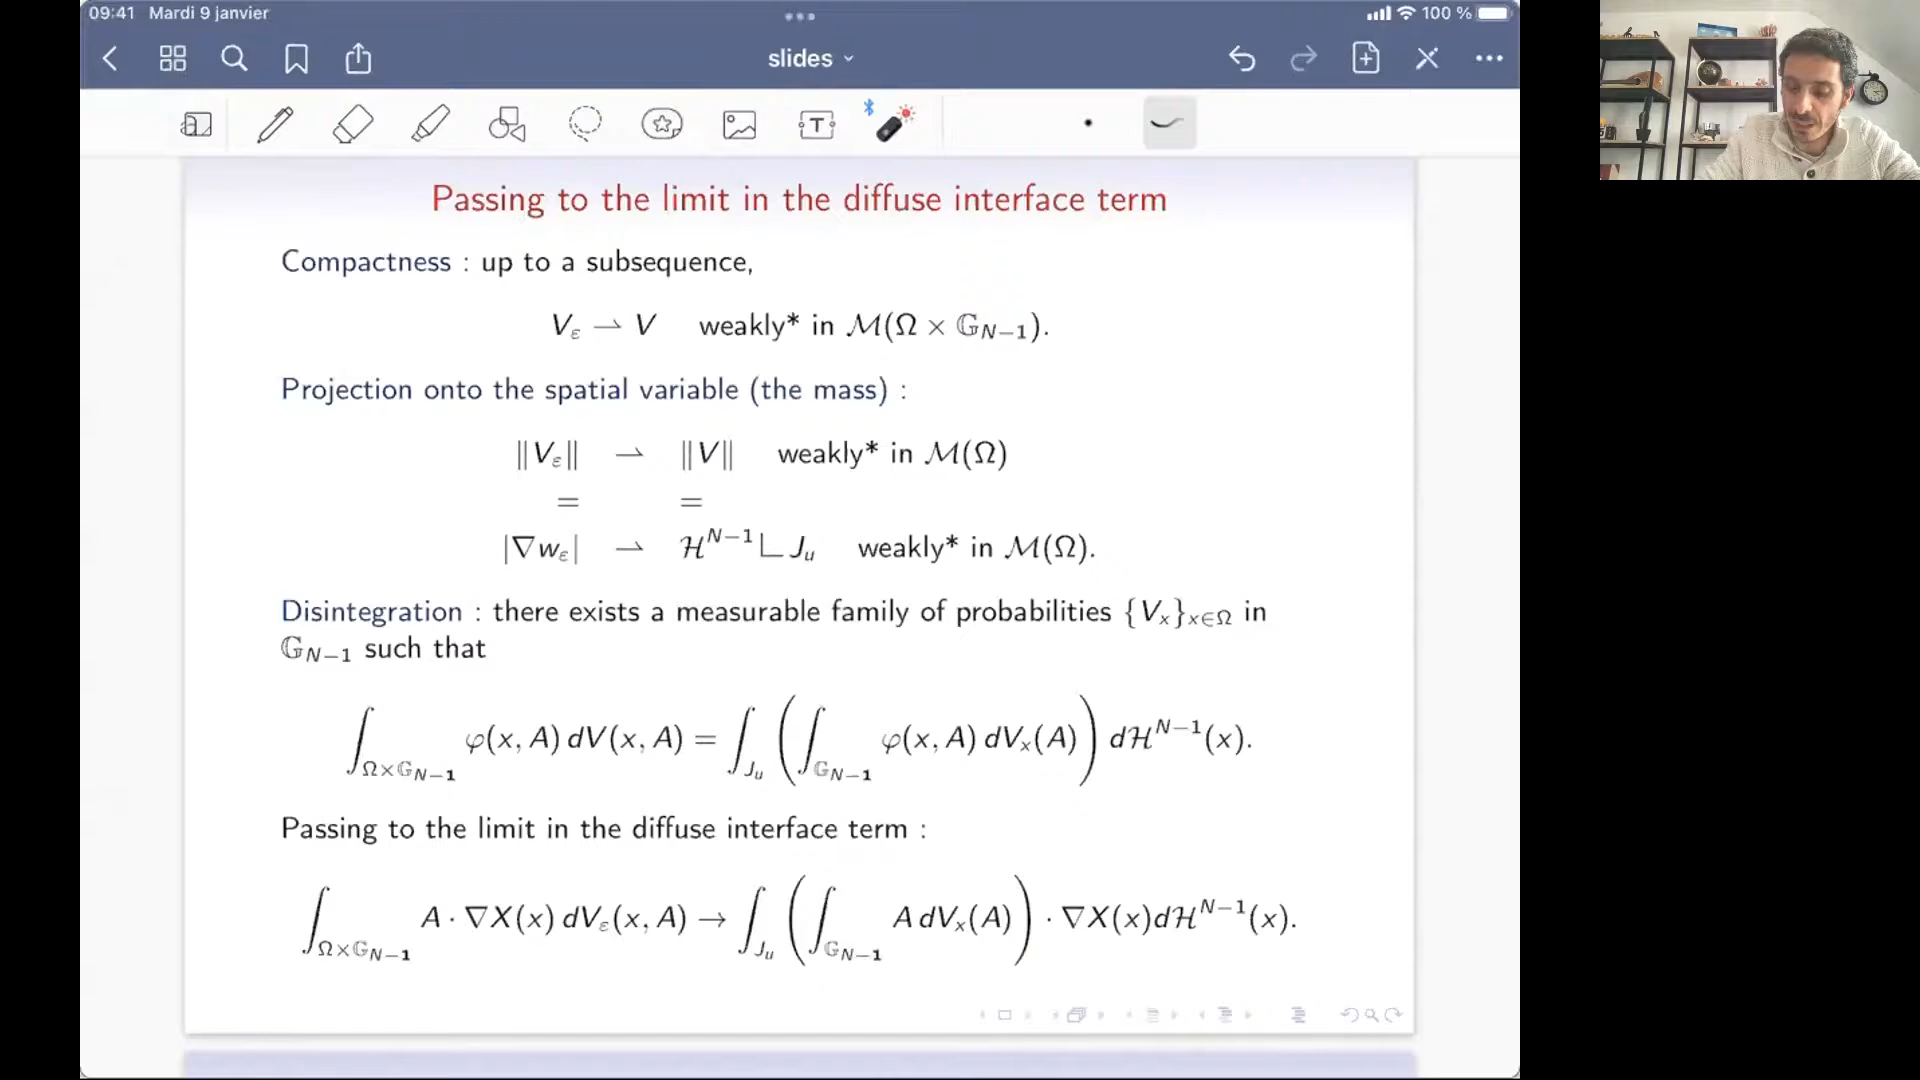 09:41 Mardi 9 janvier 100 %
slides
T
Passing to the limit in the diffuse interface term
Compactness : up to a subsequence,
V_ε ⇀ V weakly* in ℳ(Ω × 𝔾_{N−1}).
Projection onto the spatial variable (the mass) :
‖V_ε‖ ⇀ ‖V‖ weakly* in ℳ(Ω)
= =
|∇w_ε| ⇀ ℋ^{N−1}∟J_u weakly* in ℳ(Ω).
Disintegration : there exists a measurable family of probabilities {V_x}_{x∈Ω} in
𝔾_{N−1} such that
∫_{Ω×𝔾_{N−1}} φ(x, A) dV(x, A) = ∫_{J_u} (∫_{𝔾_{N−1}} φ(x, A) dV_x(A)) dℋ^{N−1}(x).
Passing to the limit in the diffuse interface term :
∫_{Ω×𝔾_{N−1}} A · ∇X(x) dV_ε(x, A) → ∫_{J_u} (∫_{𝔾_{N−1}} A dV_x(A)) · ∇X(x)dℋ^{N−1}(x).